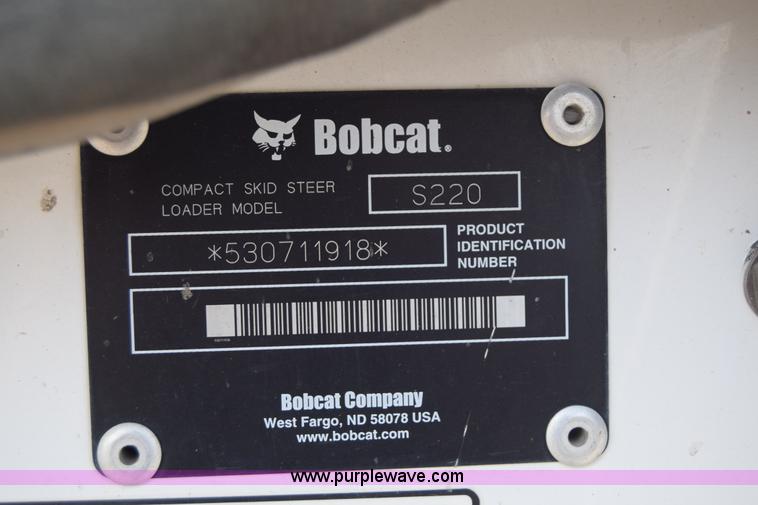 Bobcat.
COMPACT SKID STEER
LOADER MODEL
S220
*530711918*
PRODUCT
IDENTIFICATION
NUMBER
Bobcat Company
West Fargo, ND 58078 USA
www.bobcat.com
www.purplewave.com